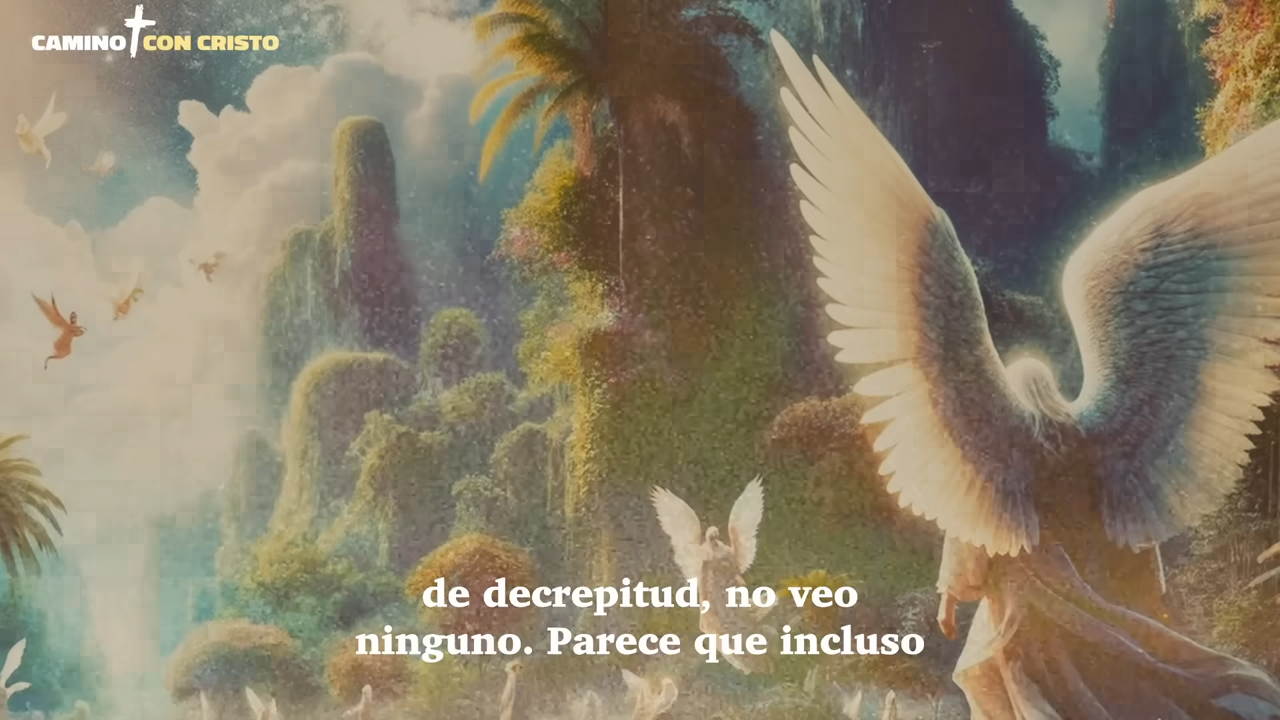 CAMINO CON CRISTO
de decrepitud, no veo
ninguno. Parece que incluso